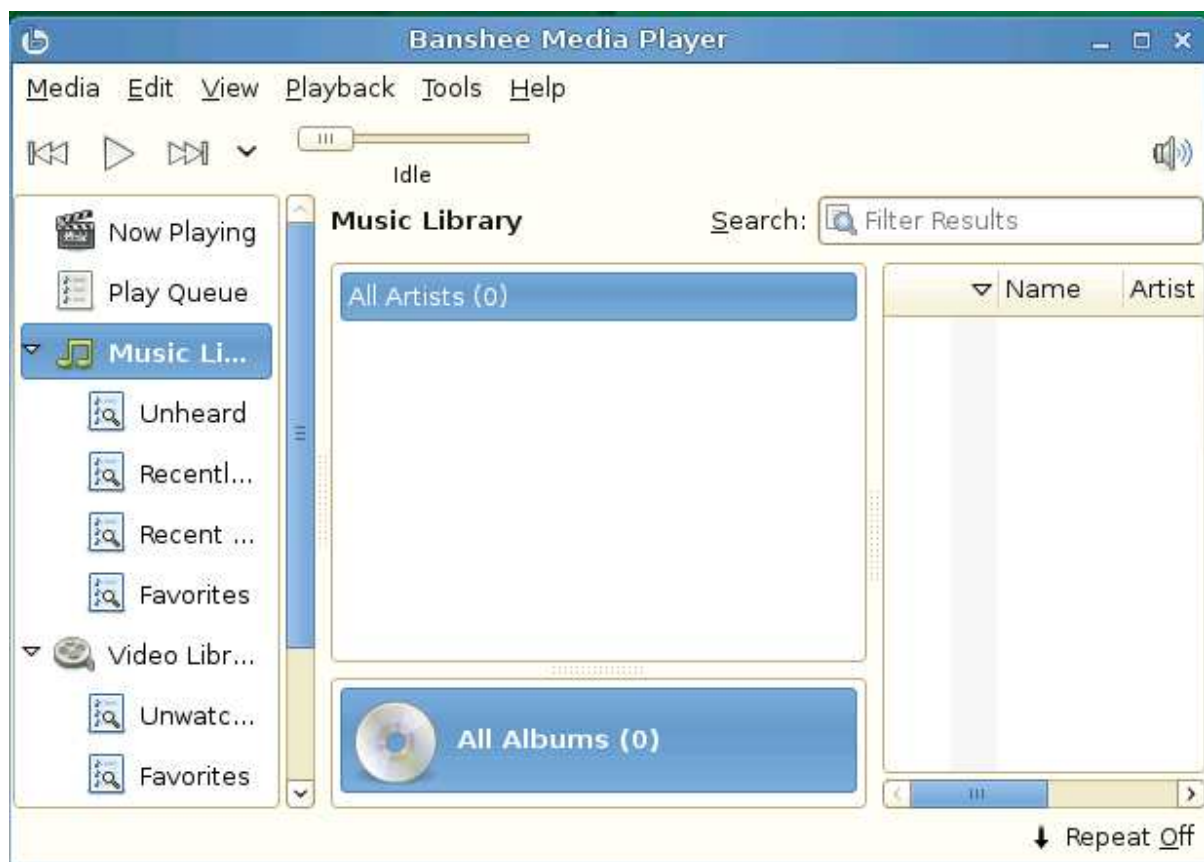 Banshee Media Player
Media Edit View Playback Tools Help
Idle
Now Playing
Play Queue
Music Li...
Unheard
Recentl...
Recent ...
Favorites
Video Libr...
Unwatc...
Favorites
Music Library
Search: Filter Results
All Artists (0)
Name Artist
All Albums (0)
Repeat Off